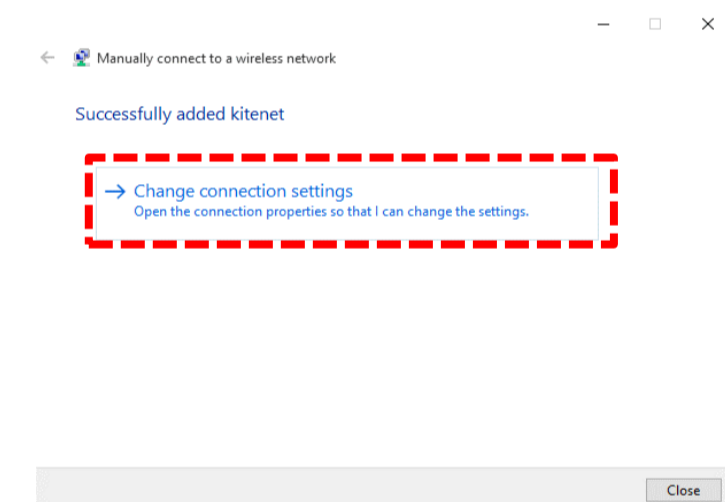 Manually connect to a wireless network
Successfully added kitenet
Change connection settings
Open the connection properties so that I can change the settings.
Close